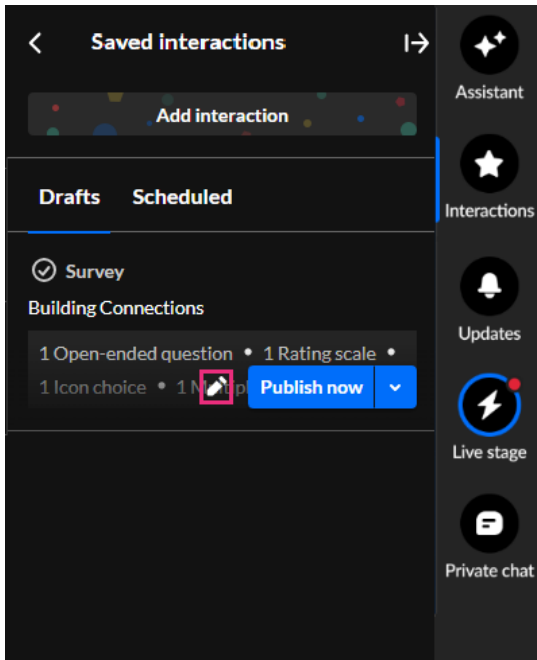 Saved interactions
Add interaction
Drafts Scheduled
Survey
Building Connections
1 Open-ended question • 1 Rating scale •
1 Icon choice • 1 Publish now
Assistant
Interactions
Updates
Live stage
Private chat